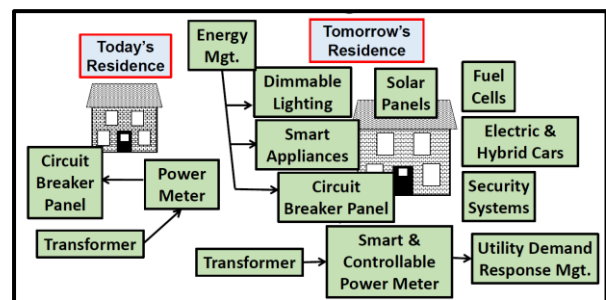 Today's
Residence
Circuit
Breaker
Panel
Power
Meter
Transformer
Energy
Mgt.
Tomorrow's
Residence
Dimmable
Lighting
Smart
Appliances
Circuit
Breaker Panel
Solar
Panels
Fuel
Cells
Electric &
Hybrid Cars
Security
Systems
Transformer
Smart &
Controllable
Power Meter
Utility Demand
Response Mgt.